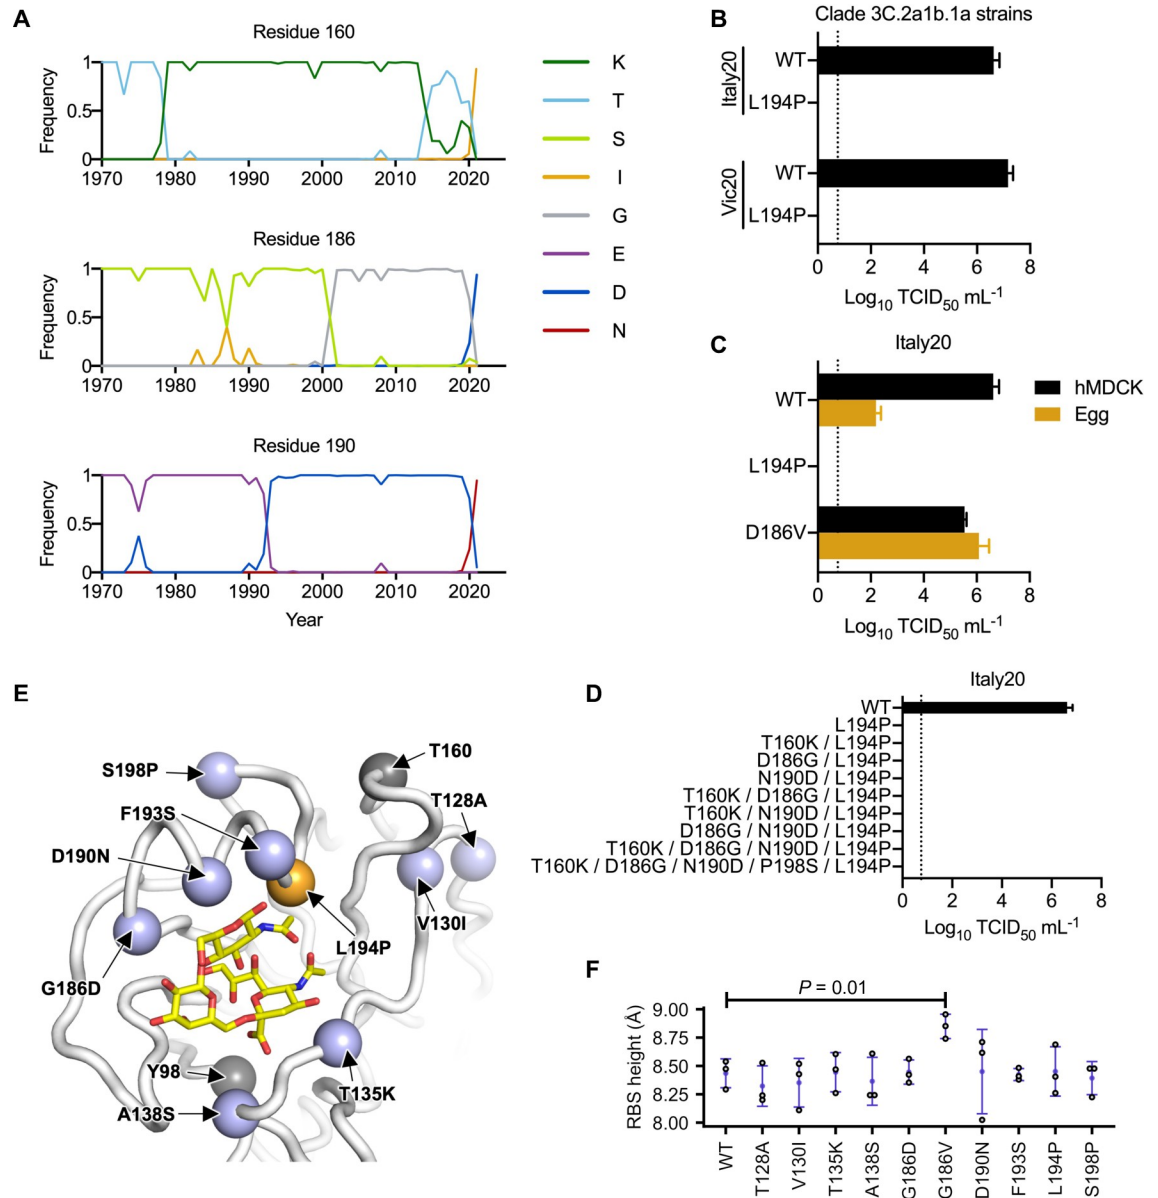 A
Residue 160
Frequency
1
0.5
0
1970 1980 1990 2000 2010 2020
Residue 186
Frequency
1
0.5
0
1970 1980 1990 2000 2010 2020
Residue 190
Frequency
1
0.5
0
1970 1980 1990 2000 2010 2020
Year
K
T
S
I
G
E
D
N
B
Clade 3C.2a1b.1a strains
Italy20
WT
L194P
Vic20
WT
L194P
0 2 4 6 8
Log10 TCID50 mL-1
C
Italy20
WT
L194P
D186V
hMDCK
Egg
0 2 4 6 8
Log10 TCID50 mL-1
D
Italy20
WT
L194P
T160K / L194P
D186G / L194P
N190D / L194P
T160K / D186G / L194P
T160K / N190D / L194P
D186G / N190D / L194P
T160K / D186G / N190D / L194P
T160K / D186G / N190D / P198S / L194P
0 2 4 6 8
Log10 TCID50 mL-1
E
T160
S198P
T128A
F193S
D190N
V130I
L194P
G186D
Y98
T135K
A138S
F
P = 0.01
RBS height (Å)
9.00
8.75
8.50
8.25
8.00
WT
T128A
V130I
T135K
A138S
G186D
G186V
D190N
F193S
L194P
S198P